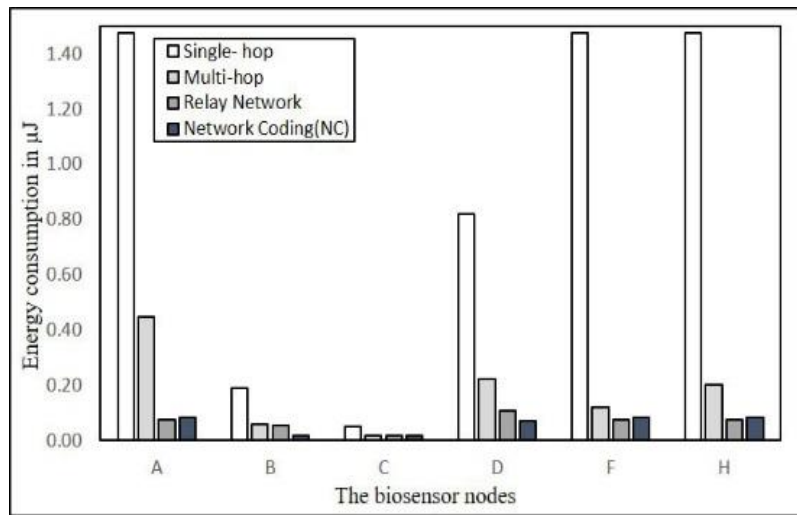 Energy consumption in µJ
1.40
1.20
1.00
0.80
0.60
0.40
0.20
0.00
Single- hop
Multi-hop
Relay Network
Network Coding(NC)
A B C D F H
The biosensor nodes